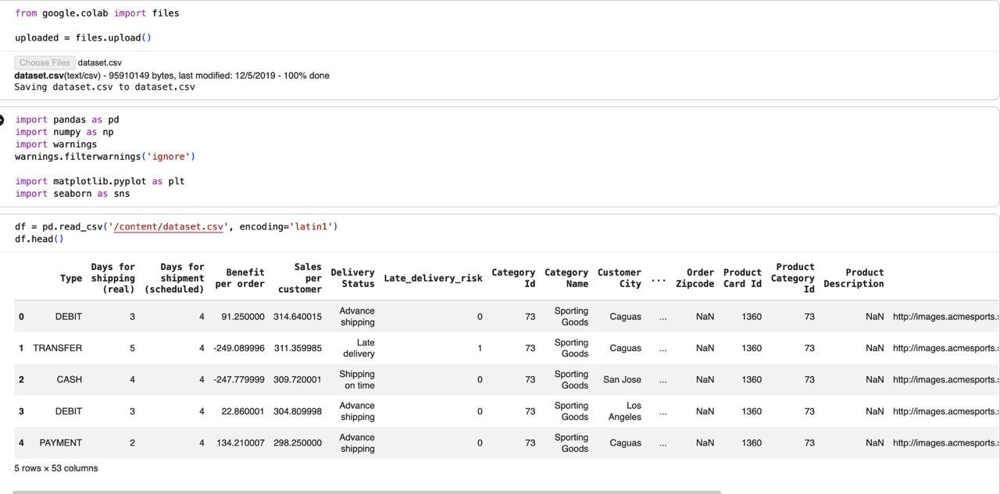 from google.colab import files
uploaded = files.upload()
Choose Files dataset.csv
dataset.csv(text/csv) - 95910149 bytes, last modified: 12/5/2019 - 100% done
Saving dataset.csv to dataset.csv
import pandas as pd
import numpy as np
import warnings
warnings.filterwarnings('ignore')
import matplotlib.pyplot as plt
import seaborn as sns
df = pd.read_csv('/content/dataset.csv', encoding='latin1')
df.head()
Type Days for shipping (real) Days for shipment (scheduled) Benefit per order Sales per customer Delivery Status Late_delivery_risk Category Id Category Name Customer City ... Order Zipcode Product Card Id Product Category Id Product Description
0 DEBIT 3 4 91.250000 314.640015 Advance shipping 0 73 Sporting Goods Caguas ... NaN 1360 73 NaN http://images.acmesports.
1 TRANSFER 5 4 -249.089996 311.359985 Late delivery 1 73 Sporting Goods Caguas ... NaN 1360 73 NaN http://images.acmesports.
2 CASH 4 4 -247.779999 309.720001 Shipping on time 0 73 Sporting Goods San Jose ... NaN 1360 73 NaN http://images.acmesports.
3 DEBIT 3 4 22.860001 304.809998 Advance shipping 0 73 Sporting Goods Los Angeles ... NaN 1360 73 NaN http://images.acmesports.
4 PAYMENT 2 4 134.210007 298.250000 Advance shipping 0 73 Sporting Goods Caguas ... NaN 1360 73 NaN http://images.acmesports.
5 rows × 53 columns